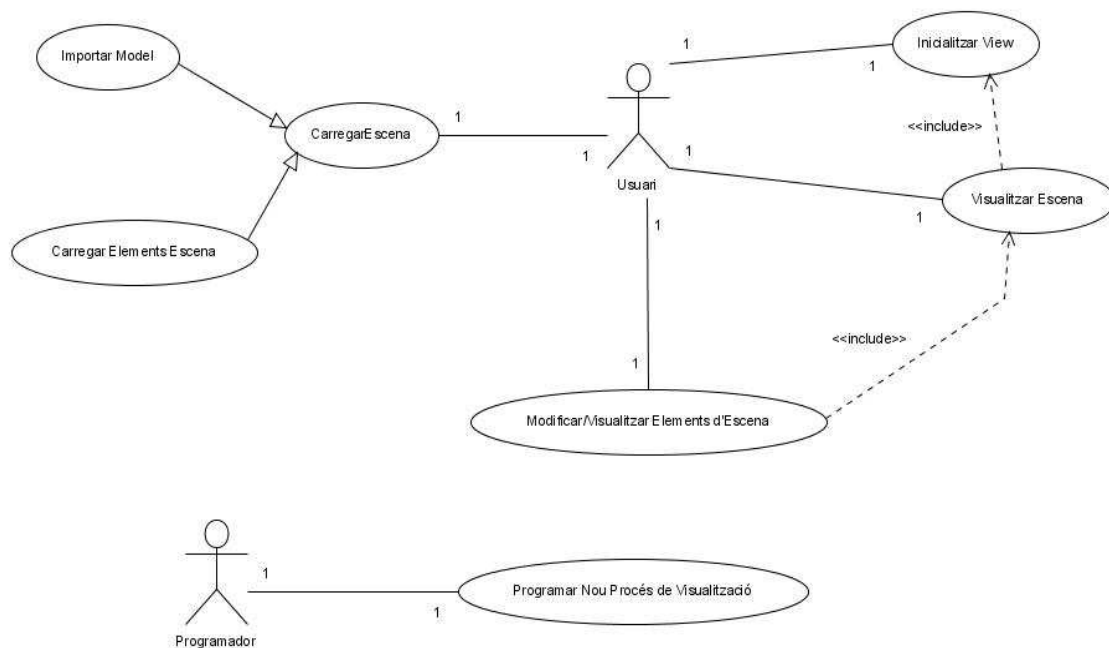 Importar Model
CarregarEscena
Carregar Elements Escena
1
1
Usuari
1
1
Inicialitzar View
<<include>>
1
1
Visualitzar Escena
1
1
<<include>>
Modificar/Visualitzar Elements d'Escena
Programador
1
1
Programar Nou Procés de Visualització